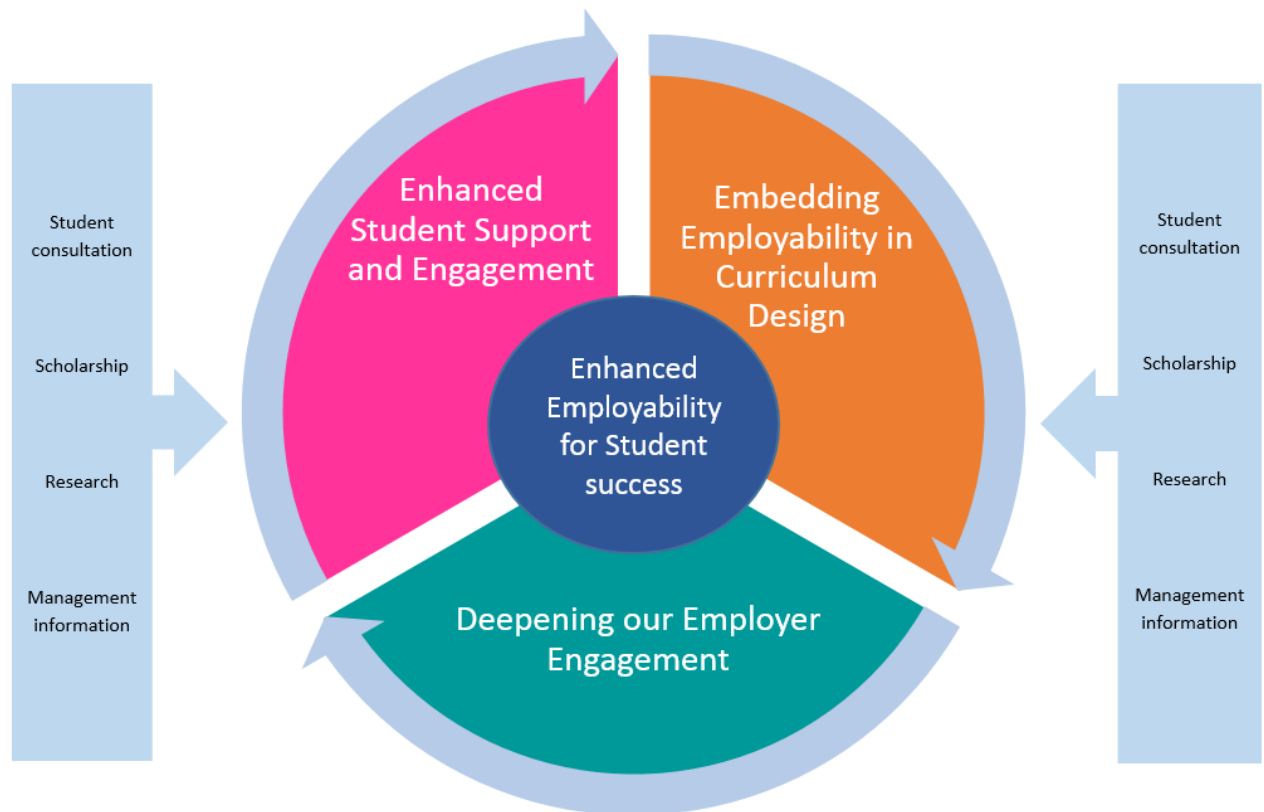 Student
consultation
Scholarship
Research
Management
information
Enhanced
Student Support
and Engagement
Embedding
Employability in
Curriculum
Design
Enhanced
Employability
for Student
success
Deepening our Employer
Engagement
Student
consultation
Scholarship
Research
Management
information